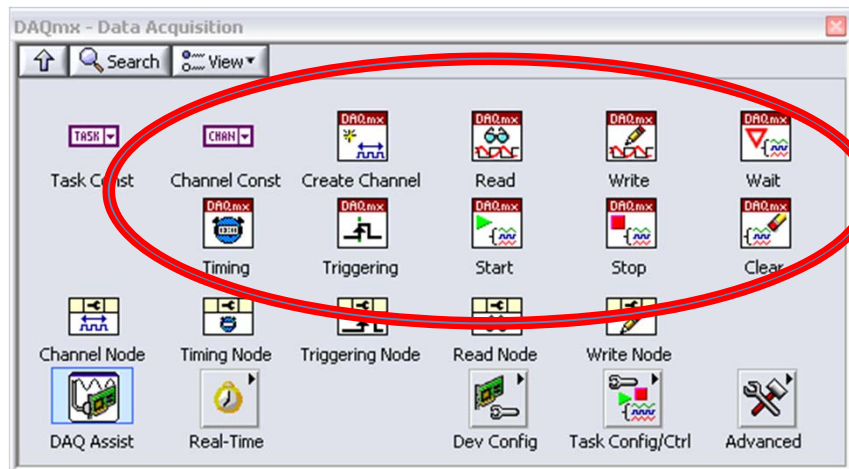 DAQmx - Data Acquisition
Search View
TASK CHAN DAQmx DAQmx DAQmx DAQmx
Task Const Channel Const Create Channel Read Write Wait
DAQmx DAQmx DAQmx DAQmx DAQmx
Timing Triggering Start Stop Clear
Channel Node Timing Node Triggering Node Read Node Write Node
DAQ Assist Real-Time Dev Config Task Config/Ctrl Advanced